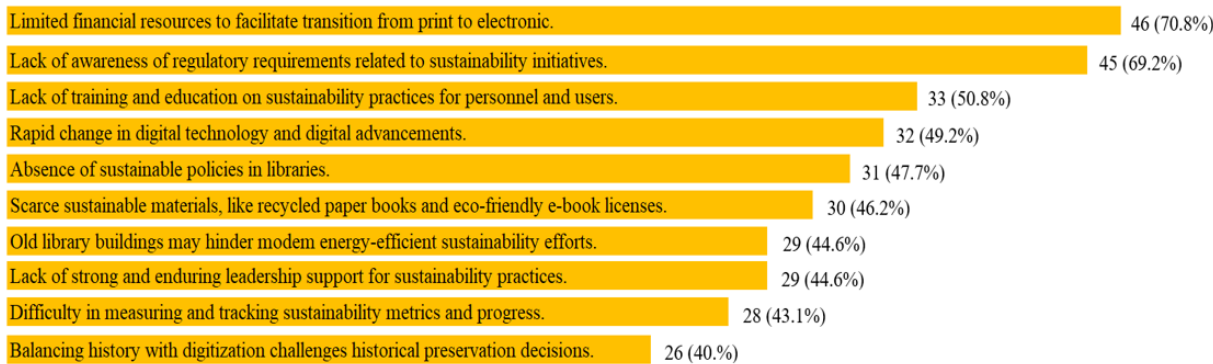 Limited financial resources to facilitate transition from print to electronic. 46 (70.8%)
Lack of awareness of regulatory requirements related to sustainability initiatives. 45 (69.2%)
Lack of training and education on sustainability practices for personnel and users. 33 (50.8%)
Rapid change in digital technology and digital advancements. 32 (49.2%)
Absence of sustainable policies in libraries. 31 (47.7%)
Scarce sustainable materials, like recycled paper books and eco-friendly e-book licenses. 30 (46.2%)
Old library buildings may hinder modem energy-efficient sustainability efforts. 29 (44.6%)
Lack of strong and enduring leadership support for sustainability practices. 29 (44.6%)
Difficulty in measuring and tracking sustainability metrics and progress. 28 (43.1%)
Balancing history with digitization challenges historical preservation decisions. 26 (40.%)